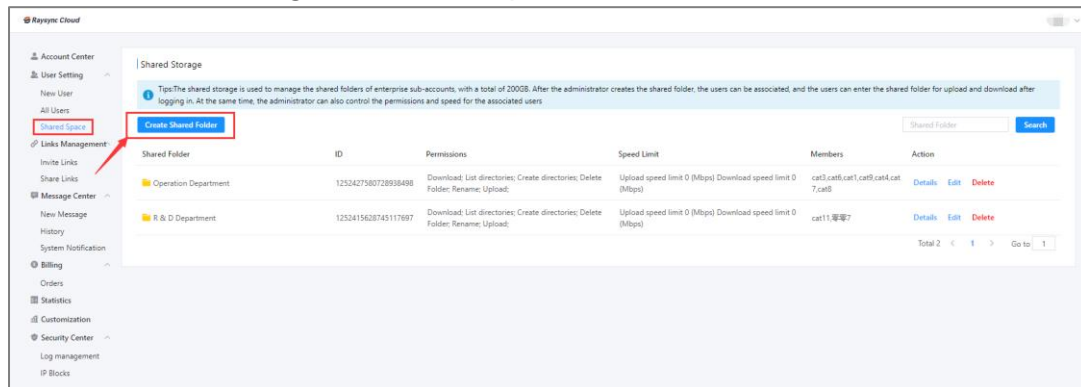 Raysync Cloud
Account Center
User Setting
New User
All Users
Shared Space
Links Management
Invite Links
Share Links
Message Center
New Message
History
System Notification
Billing
Orders
Statistics
Customization
Security Center
Log management
IP Blocks
Shared Storage
Tips:The shared storage is used to manage the shared folders of enterprise sub-accounts, with a total of 200GB. After the administrator creates the shared folder, the users can be associated, and the users can enter the shared folder for upload and download after
logging in. At the same time, the administrator can also control the permissions and speed for the associated users
Create Shared Folder
Shared Folder
Search
Shared Folder ID Permissions Speed Limit Members Action
Operation Department 1252427580728938498 Download; List directories; Create directories; Delete Upload speed limit 0 (Mbps) Download speed limit 0 cat3,cat6,cat1,cat9,cat4,cat Details Edit Delete
Folder; Rename; Upload; (Mbps) 7,cat8
R & D Department 1252415628745117697 Download; List directories; Create directories; Delete Upload speed limit 0 (Mbps) Download speed limit 0 cat11,零零7 Details Edit Delete
Folder; Rename; Upload; (Mbps)
Total 2 < 1 > Go to 1